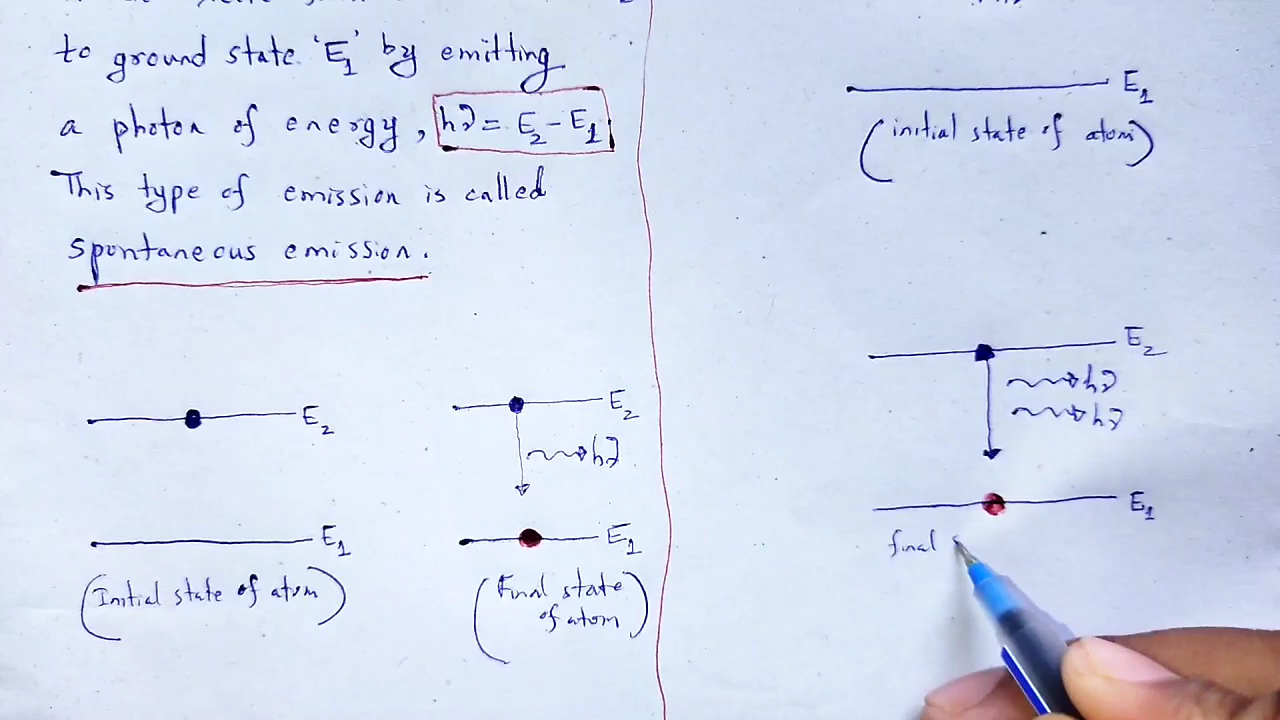 to ground state 'E₁' by emitting
a photon of energy, hν = E₂ - E₁
This type of emission is called
spontaneous emission.
E₂
E₁
(Initial state of atom)
E₂
hν
E₁
(Final state
of atom)
E₁
(initial state of atom)
E₂
hν
hν
E₁
final s